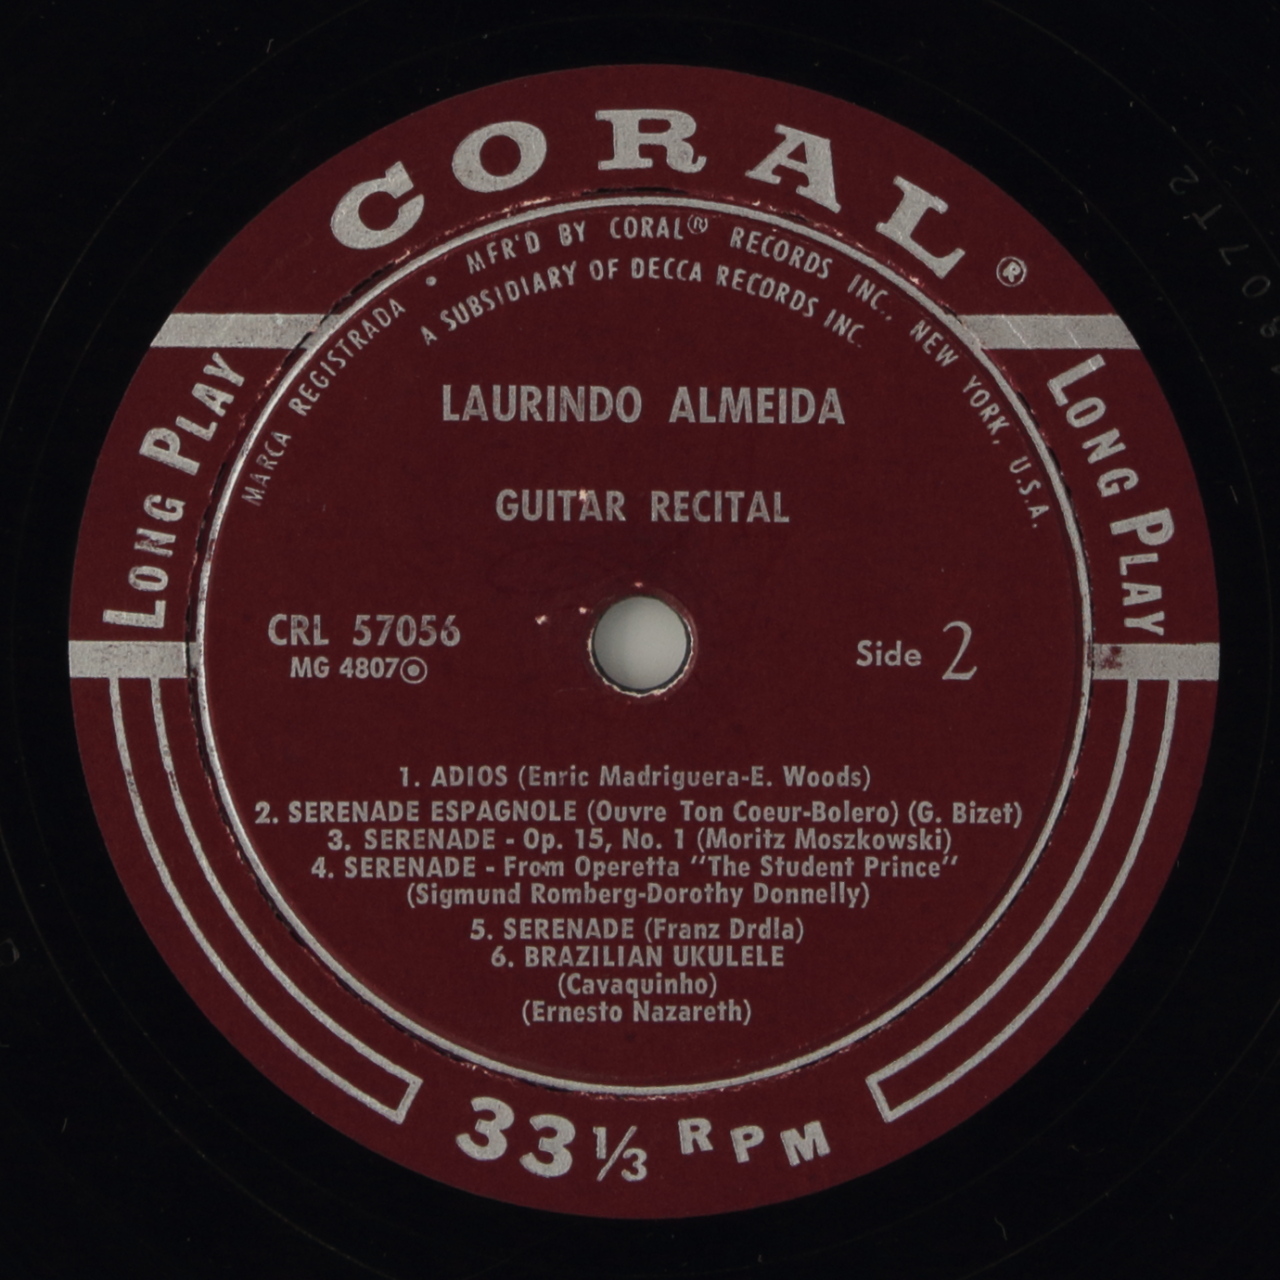 CORAL®
MARCA REGISTRADA • MFR'D BY CORAL® RECORDS INC., NEW YORK, U.S.A.
A SUBSIDIARY OF DECCA RECORDS INC.
LONG PLAY
LONG PLAY
LAURINDO ALMEIDA
GUITAR RECITAL
CRL 57056
MG 4807
Side 2
1. ADIOS (Enric Madriguera-E. Woods)
2. SERENADE ESPAGNOLE (Ouvre Ton Coeur-Bolero) (G. Bizet)
3. SERENADE - Op. 15, No. 1 (Moritz Moszkowski)
4. SERENADE - From Operetta "The Student Prince"
(Sigmund Romberg-Dorothy Donnelly)
5. SERENADE (Franz Drdla)
6. BRAZILIAN UKULELE
(Cavaquinho)
(Ernesto Nazareth)
33 1/3 RPM